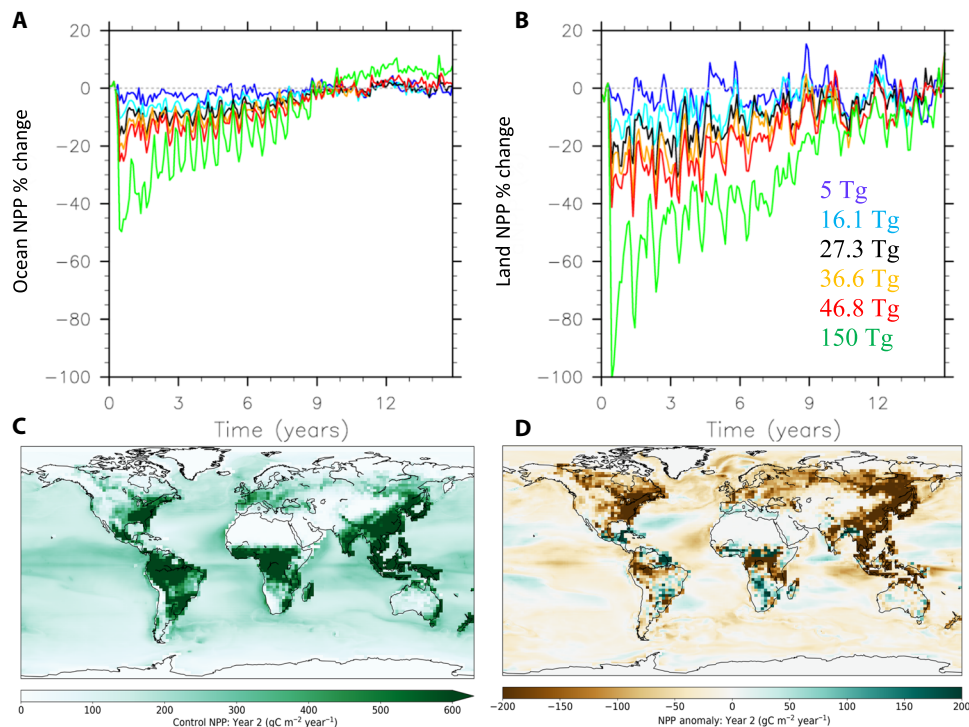 A
Ocean NPP % change
20
0
−20
−40
−60
−80
−100
0 3 6 9 12
Time (years)
B
Land NPP % change
20
0
−20
−40
−60
−80
−100
0 3 6 9 12
Time (years)
5 Tg
16.1 Tg
27.3 Tg
36.6 Tg
46.8 Tg
150 Tg
C
0 100 200 300 400 500 600
Control NPP: Year 2 (gC m⁻² year⁻¹)
D
−200 −150 −100 −50 0 50 100 150 200
NPP anomaly: Year 2 (gC m⁻² year⁻¹)